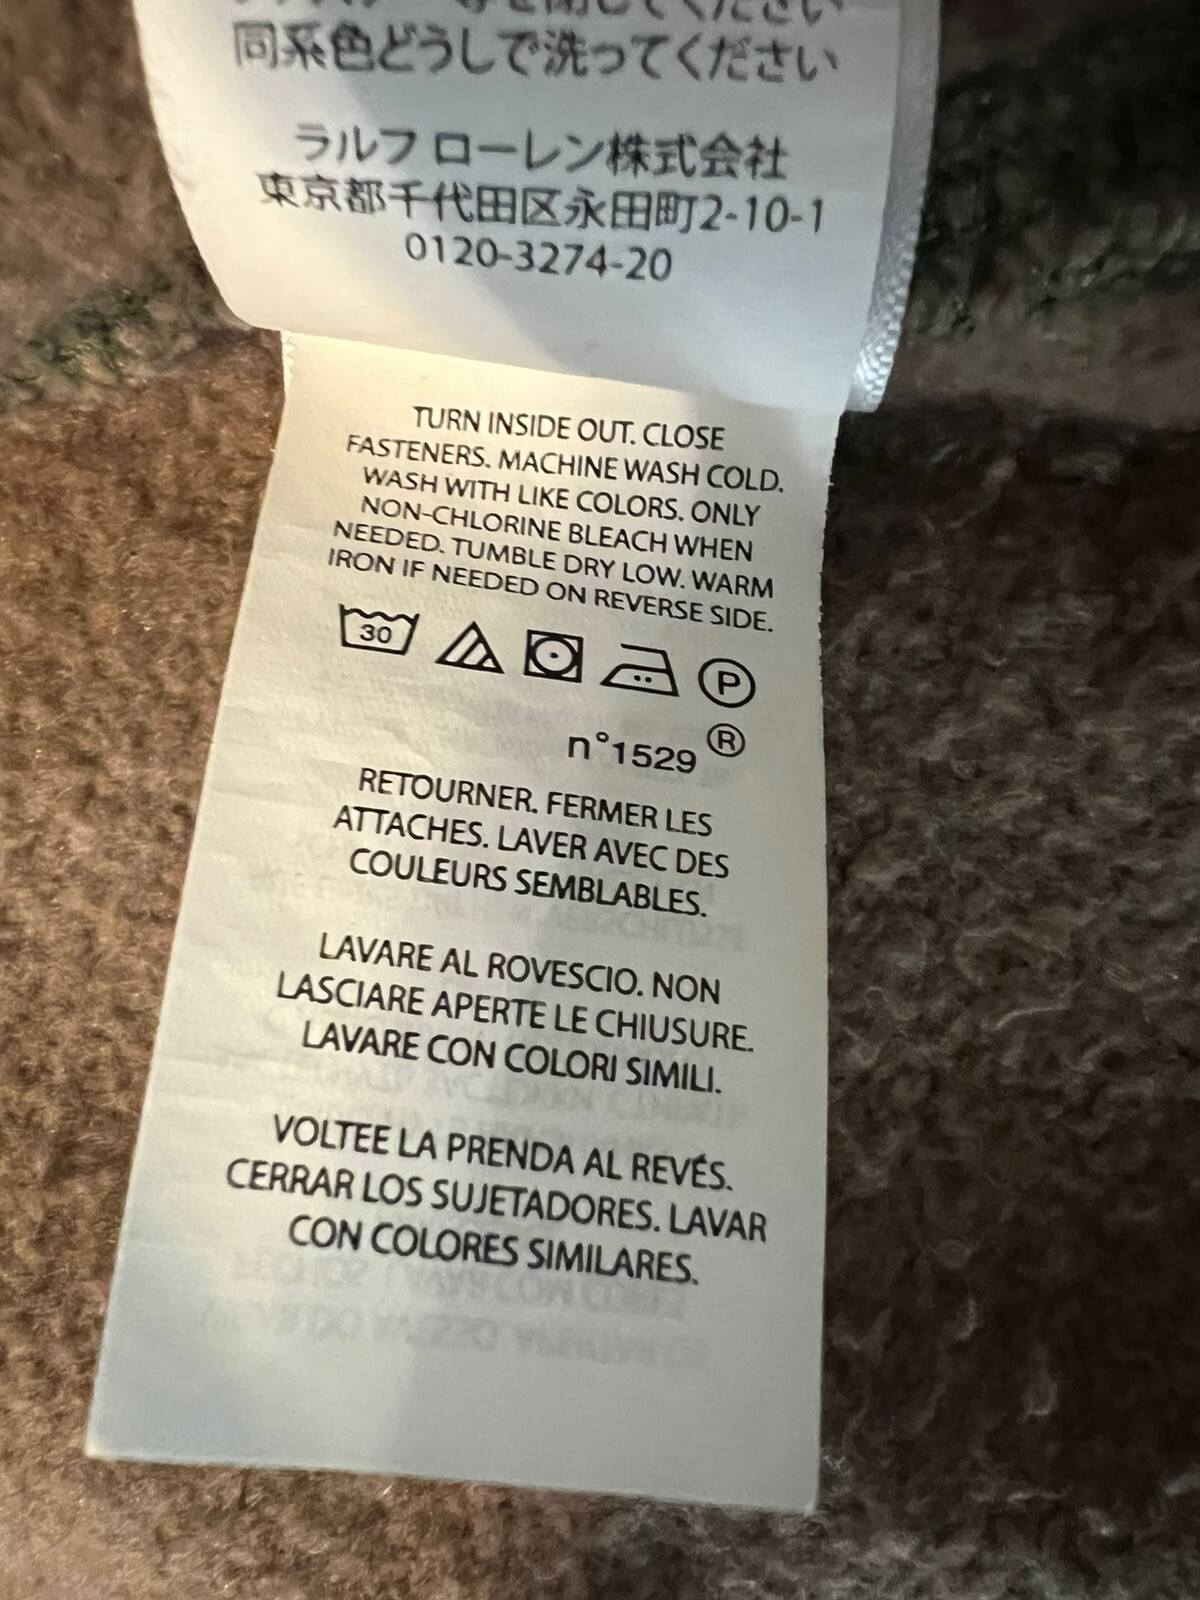 同系色どうしで洗ってください
ラルフ ローレン株式会社
東京都千代田区永田町2-10-1
0120-3274-20
TURN INSIDE OUT. CLOSE
FASTENERS. MACHINE WASH COLD.
WASH WITH LIKE COLORS. ONLY
NON-CHLORINE BLEACH WHEN
NEEDED. TUMBLE DRY LOW. WARM
IRON IF NEEDED ON REVERSE SIDE.
30 P
n°1529 ®
RETOURNER. FERMER LES
ATTACHES. LAVER AVEC DES
COULEURS SEMBLABLES.
LAVARE AL ROVESCIO. NON
LASCIARE APERTE LE CHIUSURE.
LAVARE CON COLORI SIMILI.
VOLTEE LA PRENDA AL REVÉS.
CERRAR LOS SUJETADORES. LAVAR
CON COLORES SIMILARES.